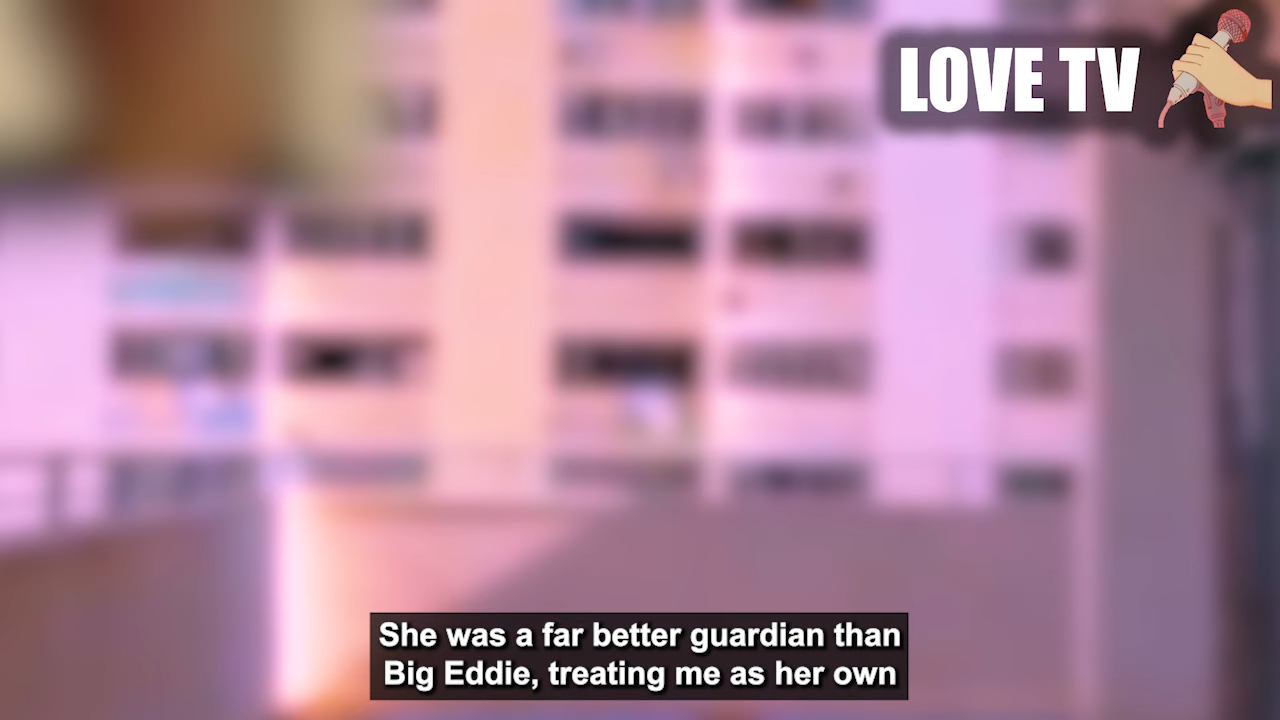 LOVE TV
She was a far better guardian than
Big Eddie, treating me as her own